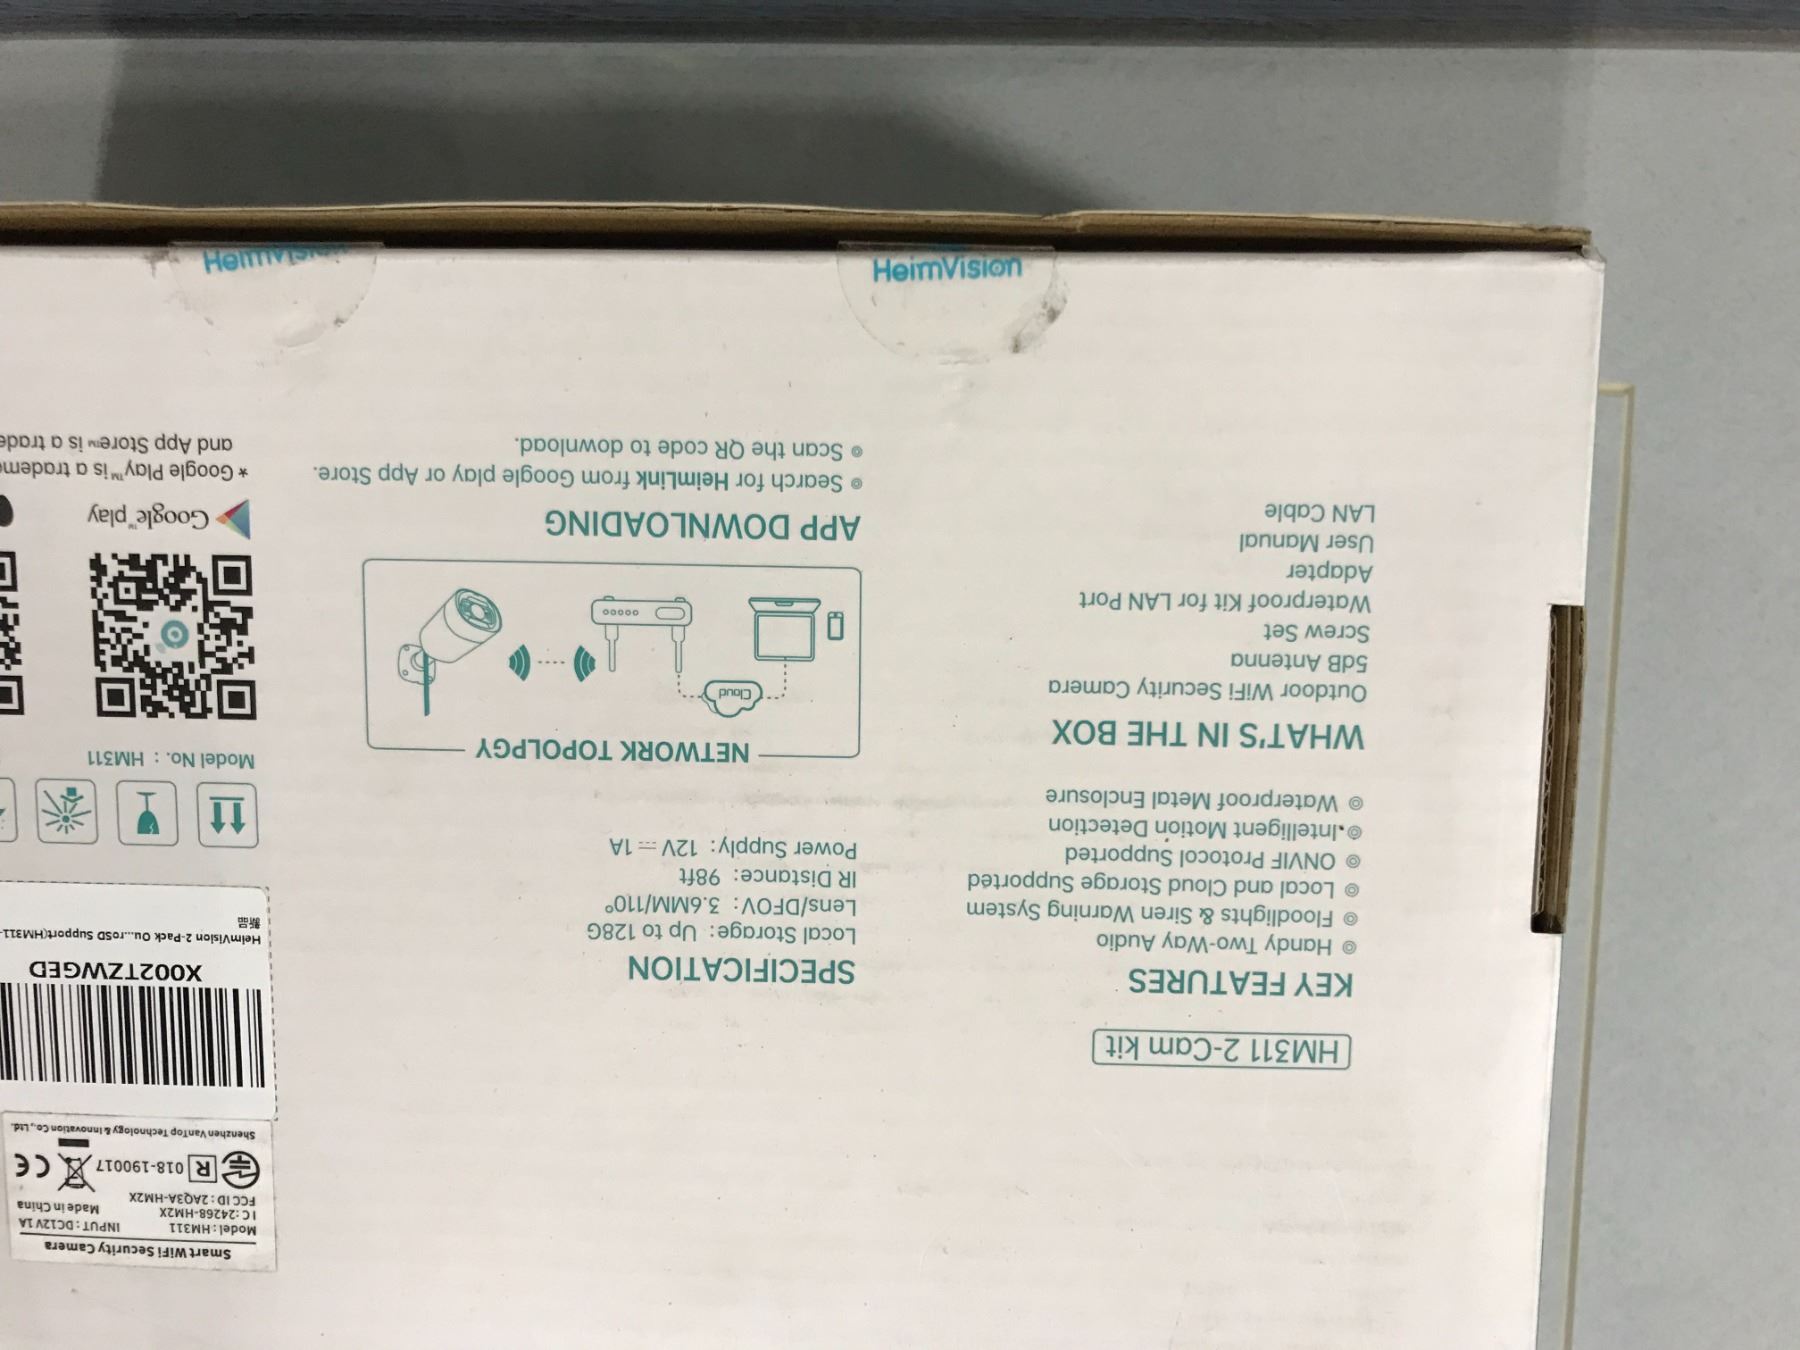 HM311 2-Cam kit
KEY FEATURES
Handy Two-Way Audio
Floodlights & Siren Warning System
Local and Cloud Storage Supported
ONVIF Protocol Supported
Intelligent Motion Detection
Waterproof Metal Enclosure
WHAT'S IN THE BOX
Outdoor WiFi Security Camera
5dB Antenna
Screw Set
Waterproof Kit for LAN Port
Adapter
User Manual
LAN Cable
SPECIFICATION
Local Storage: Up to 128G
Lens/DFOV: 3.6MM/110°
IR Distance: 98ft
Power Supply: 12V ⎓ 1A
NETWORK TOPOLPGY
Cloud
APP DOWNLOADING
Search for HeimLink from Google play or App Store.
Scan the QR code to download.
Smart WiFi Security Camera
Model: HM311 INPUT: DC12V 1A
IC: 24268-HM2X
FCC ID: 2AQ3A-HM2X Made in China
R 018-190017 CE
Shenzhen VanTop Technology & Innovation Co., Ltd.
X002TZWGED
HeimVision 2-Pack Ou...roSD Support(HM311-
新品
Model No.: HM311
Google™ play
* Google Play™ is a
and App Store™ is a
HeimVision
HeimVision